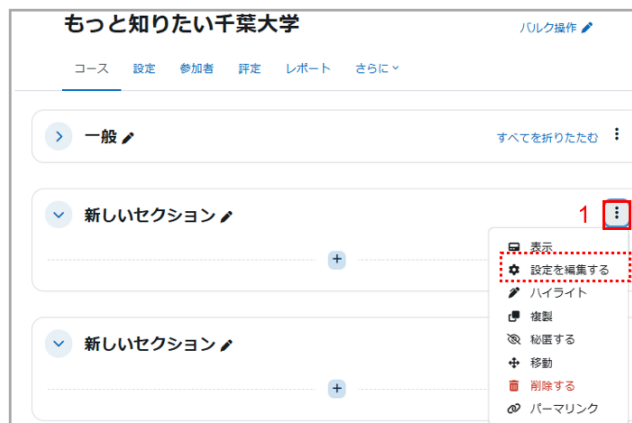 もっと知りたい千葉大学
バルク操作
コース 設定 参加者 評定 レポート さらに
一般
すべてを折りたたむ
新しいセクション
1
表示
設定を編集する
ハイライト
複製
秘匿する
移動
削除する
パーマリンク
新しいセクション